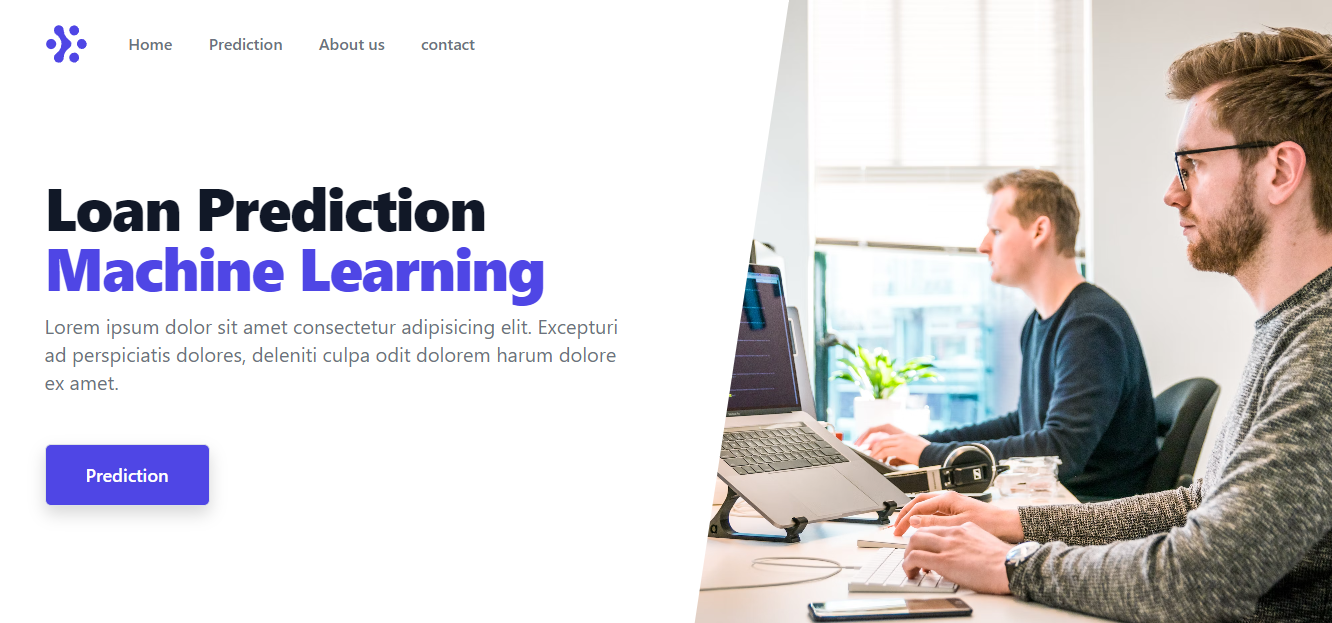 Home Prediction About us contact
Loan Prediction
Machine Learning
Lorem ipsum dolor sit amet consectetur adipisicing elit. Excepturi
ad perspiciatis dolores, deleniti culpa odit dolorem harum dolore
ex amet.
Prediction